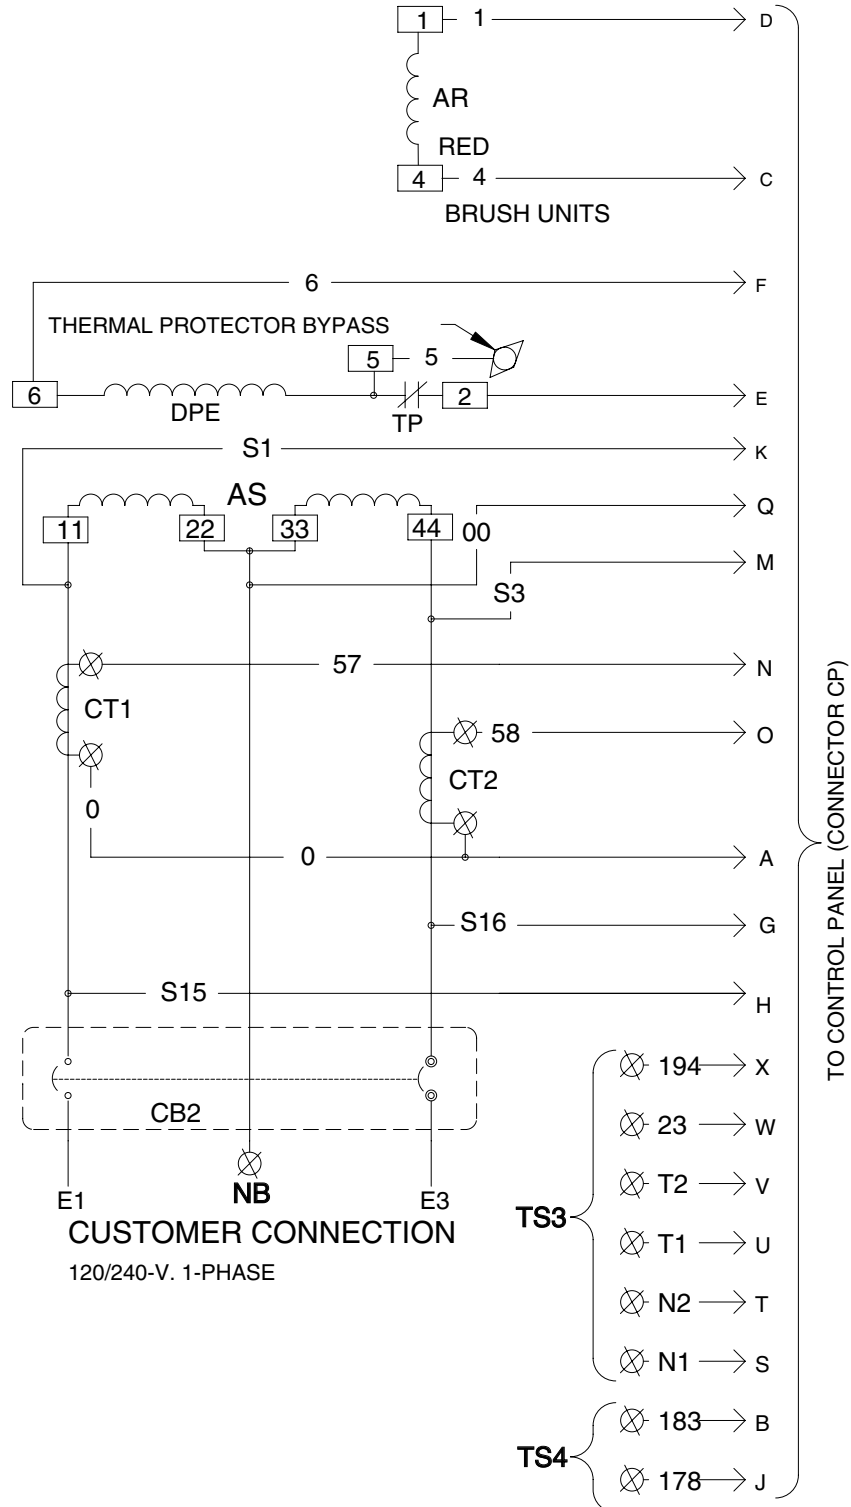 1 1 D
AR
RED
4 4 C
BRUSH UNITS
6 F
THERMAL PROTECTOR BYPASS
5 5
6 2 E
DPE TP
S1 K
AS
11 22 33 44 00 Q
M
S3
57 N
CT1
58 O
CT2
0
0 A
S16 G
S15 H
TO CONTROL PANEL (CONNECTOR CP)
CB2
E1 NB E3
CUSTOMER CONNECTION
120/240-V. 1-PHASE
TS3
194 X
23 W
T2 V
T1 U
N2 T
N1 S
TS4
183 B
178 J